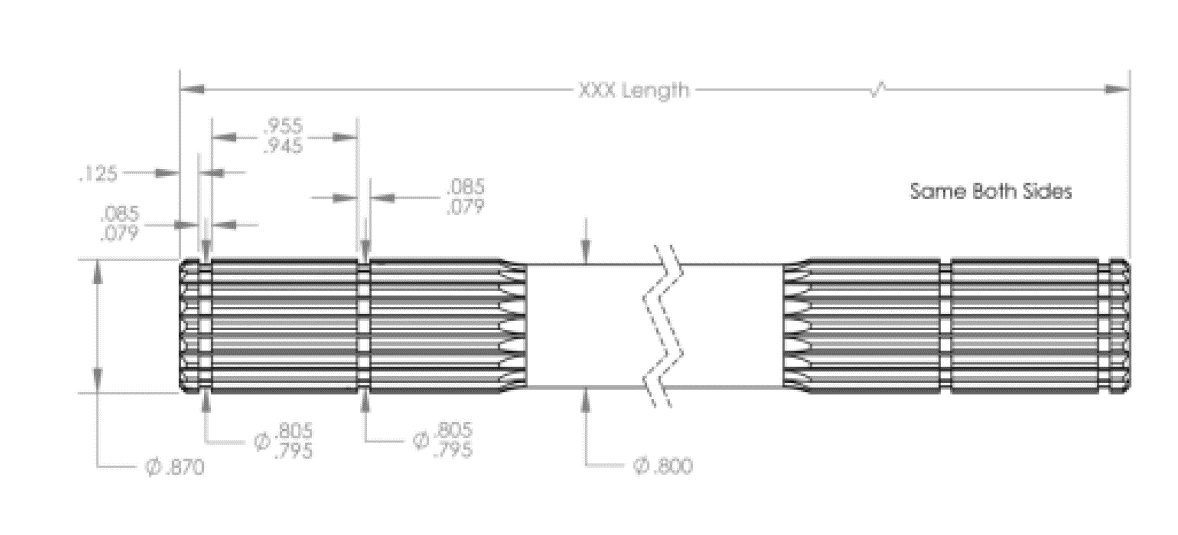 XXX Length
.955
.945
.125
.085
.079
Same Both Sides
.085
.079
Ø .805
.795
Ø .805
.795
Ø .870
Ø .800